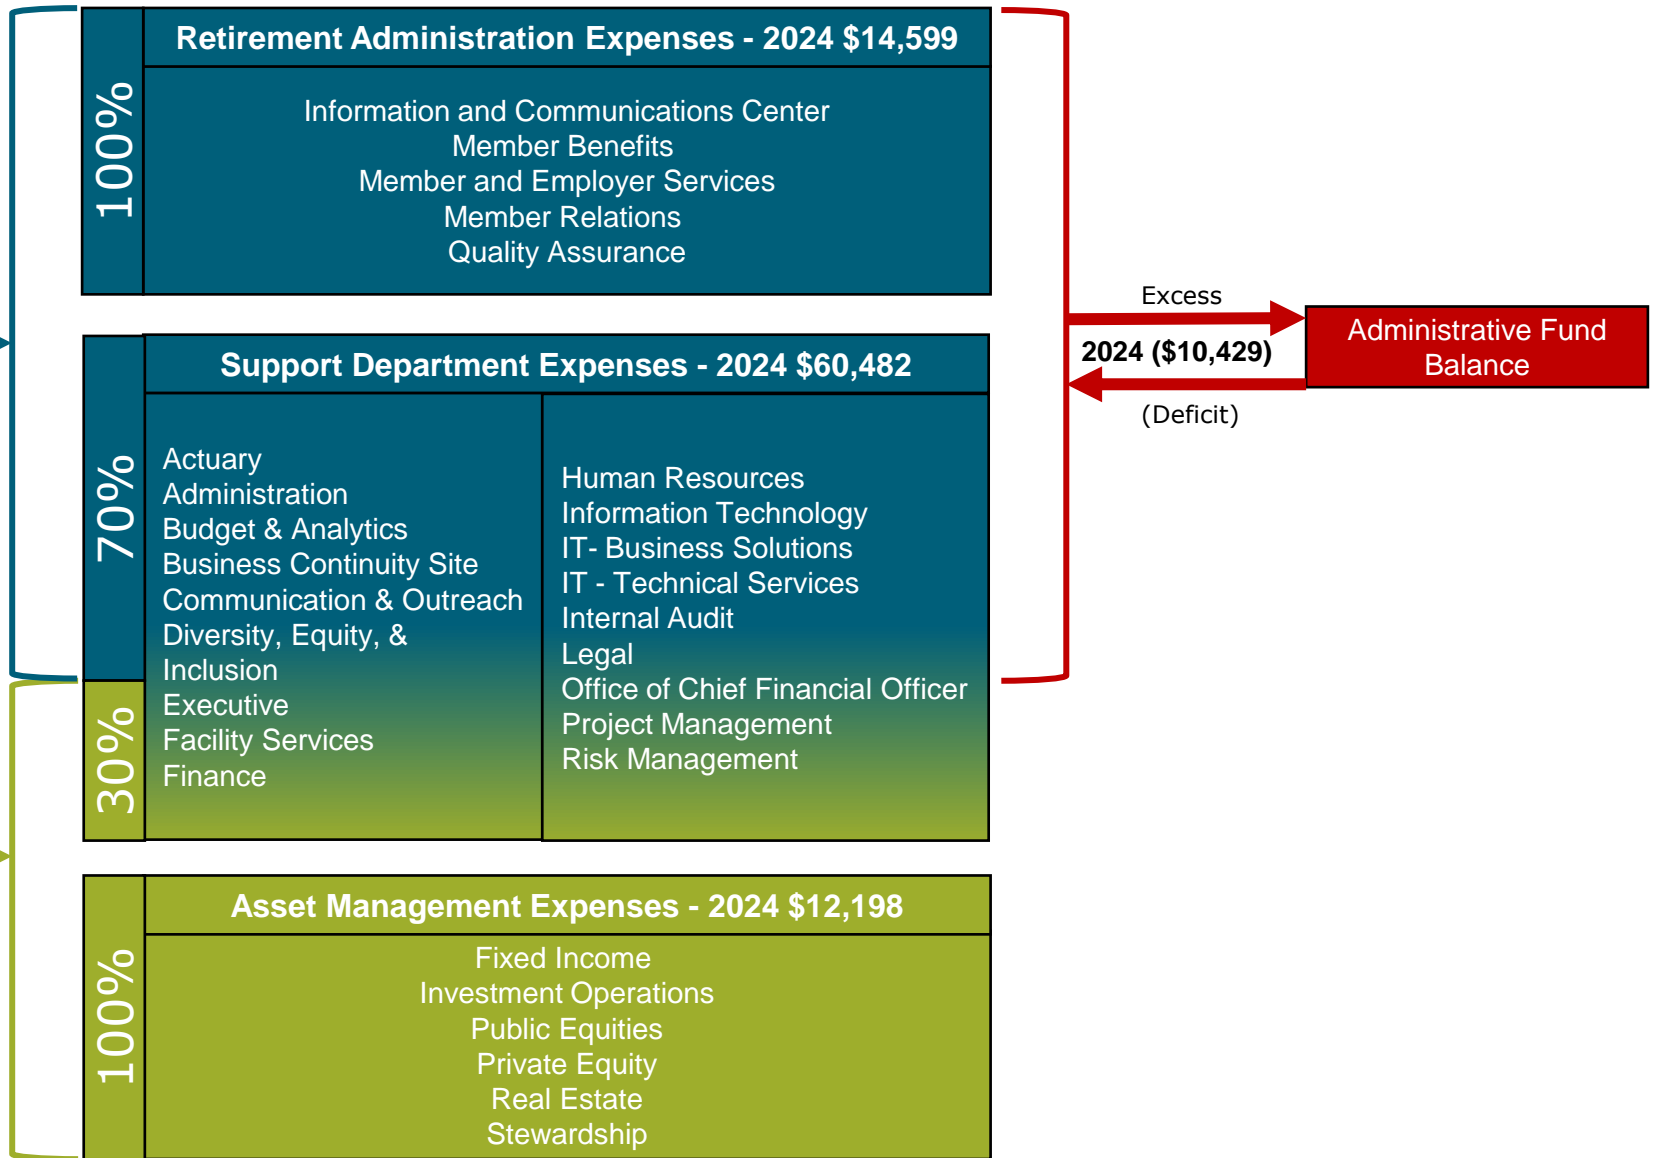 Retirement Administration Expenses - 2024 $14,599
100%
Information and Communications Center
Member Benefits
Member and Employer Services
Member Relations
Quality Assurance
Excess
2024 ($10,429)
(Deficit)
Administrative Fund
Balance
Support Department Expenses - 2024 $60,482
70%
30%
Actuary
Administration
Budget & Analytics
Business Continuity Site
Communication & Outreach
Diversity, Equity, &
Inclusion
Executive
Facility Services
Finance
Human Resources
Information Technology
IT- Business Solutions
IT - Technical Services
Internal Audit
Legal
Office of Chief Financial Officer
Project Management
Risk Management
Asset Management Expenses - 2024 $12,198
100%
Fixed Income
Investment Operations
Public Equities
Private Equity
Real Estate
Stewardship